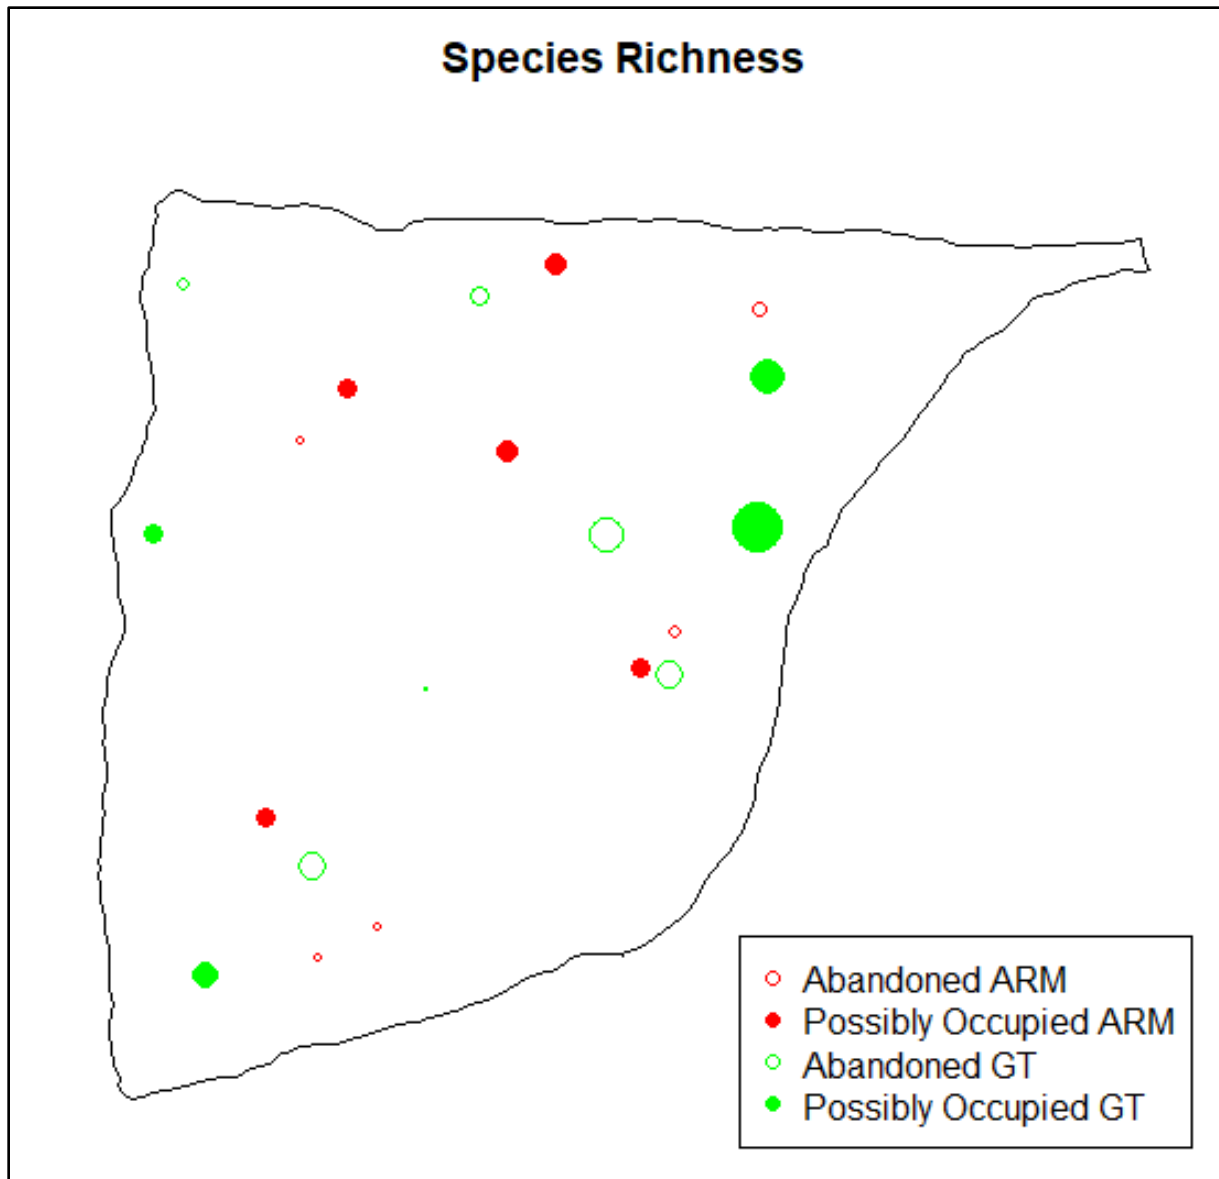 Species Richness
Abandoned ARM
Possibly Occupied ARM
Abandoned GT
Possibly Occupied GT